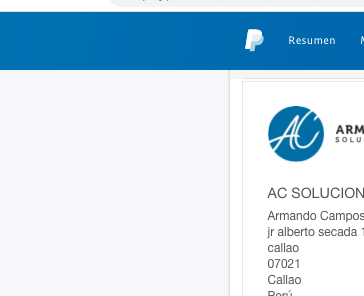 Resumen
AC
ARM
SOLU
AC SOLUCION
Armando Campos
jr alberto secada 1
callao
07021
Callao
Perú